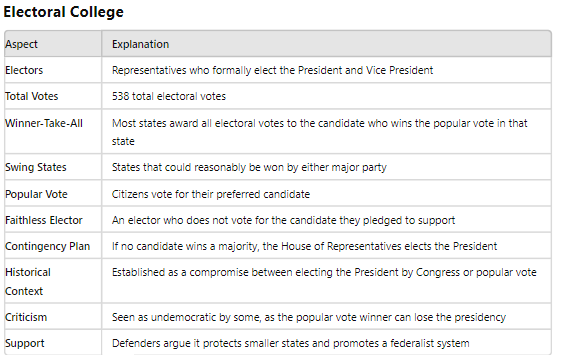 Electoral College
Aspect Explanation
Electors Representatives who formally elect the President and Vice President
Total Votes 538 total electoral votes
Winner-Take-All Most states award all electoral votes to the candidate who wins the popular vote in that
state
Swing States States that could reasonably be won by either major party
Popular Vote Citizens vote for their preferred candidate
Faithless Elector An elector who does not vote for the candidate they pledged to support
Contingency Plan If no candidate wins a majority, the House of Representatives elects the President
Historical Established as a compromise between electing the President by Congress or popular vote
Context
Criticism Seen as undemocratic by some, as the popular vote winner can lose the presidency
Support Defenders argue it protects smaller states and promotes a federalist system